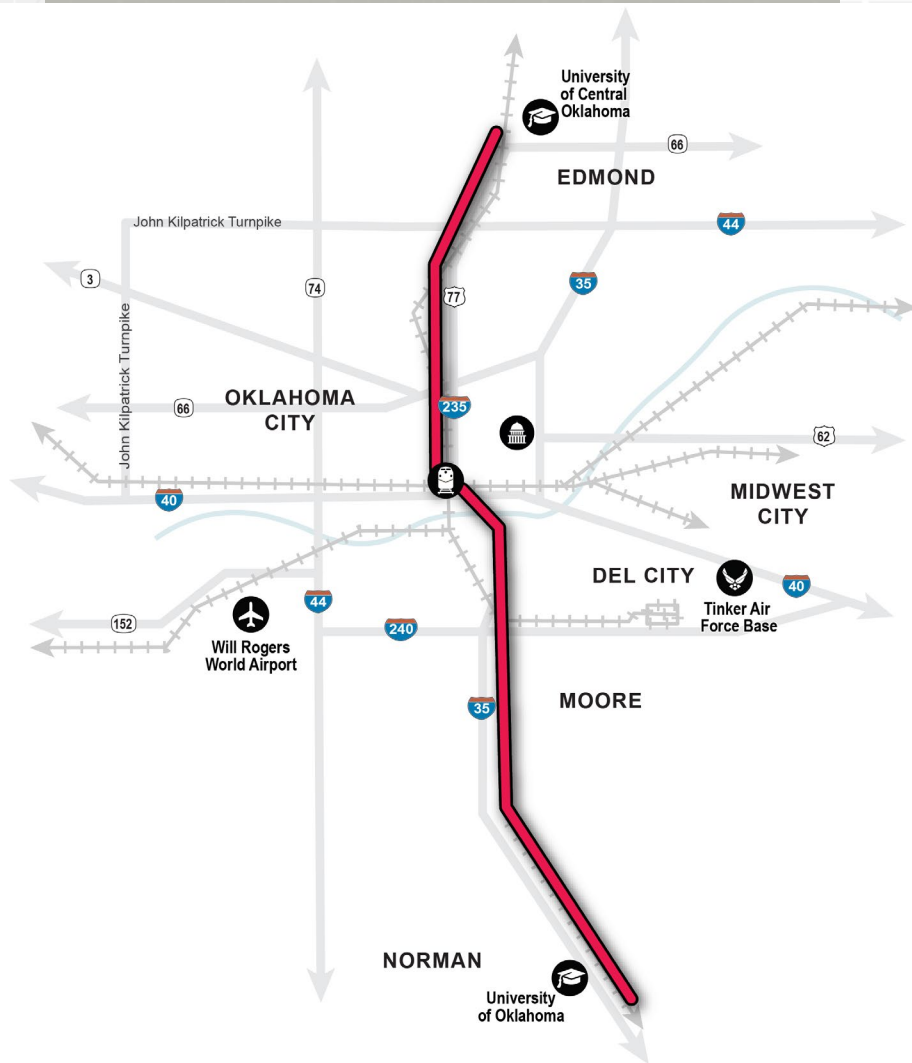 University
of Central
Oklahoma
66
EDMOND
John Kilpatrick Turnpike
44
3
74
77
35
John Kilpatrick Turnpike
OKLAHOMA
CITY
66
235
62
40
MIDWEST
CITY
DEL CITY
40
Tinker Air
Force Base
44
152
240
Will Rogers
World Airport
35
MOORE
NORMAN
University
of Oklahoma